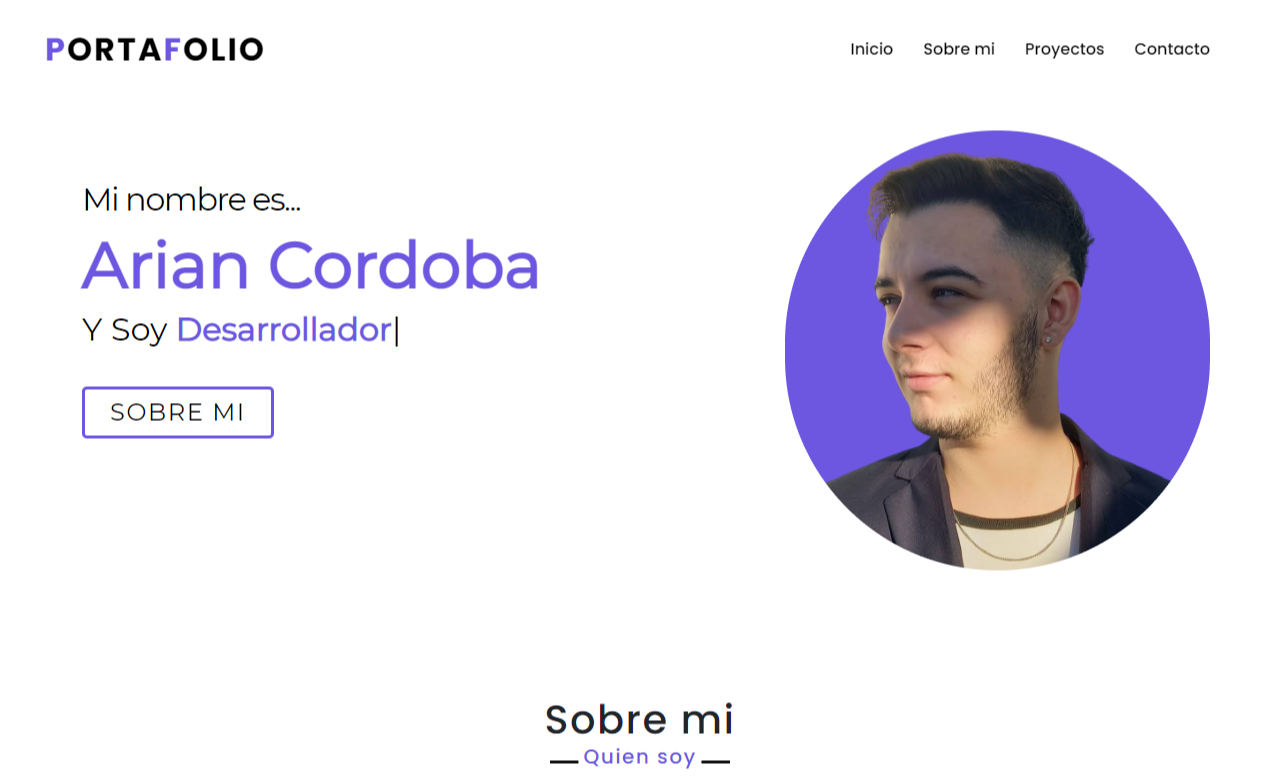 PORTAFOLIO
Inicio Sobre mi Proyectos Contacto
Mi nombre es...
Arian Cordoba
Y Soy Desarrollador|
SOBRE MI
Sobre mi
Quien soy